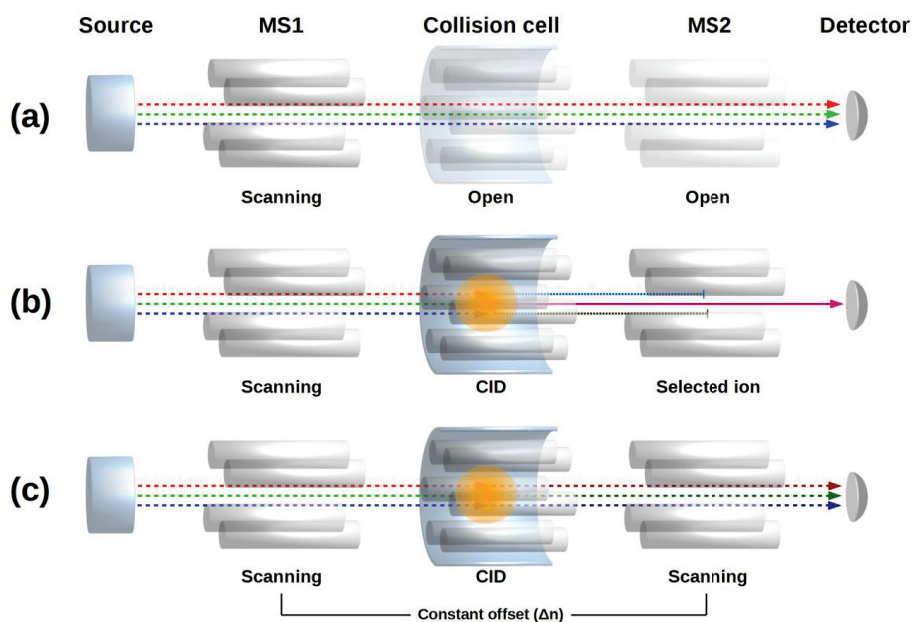 Source MS1 Collision cell MS2 Detector
(a)
Scanning Open Open
(b)
Scanning CID Selected ion
(c)
Scanning CID Scanning
Constant offset (Δn)